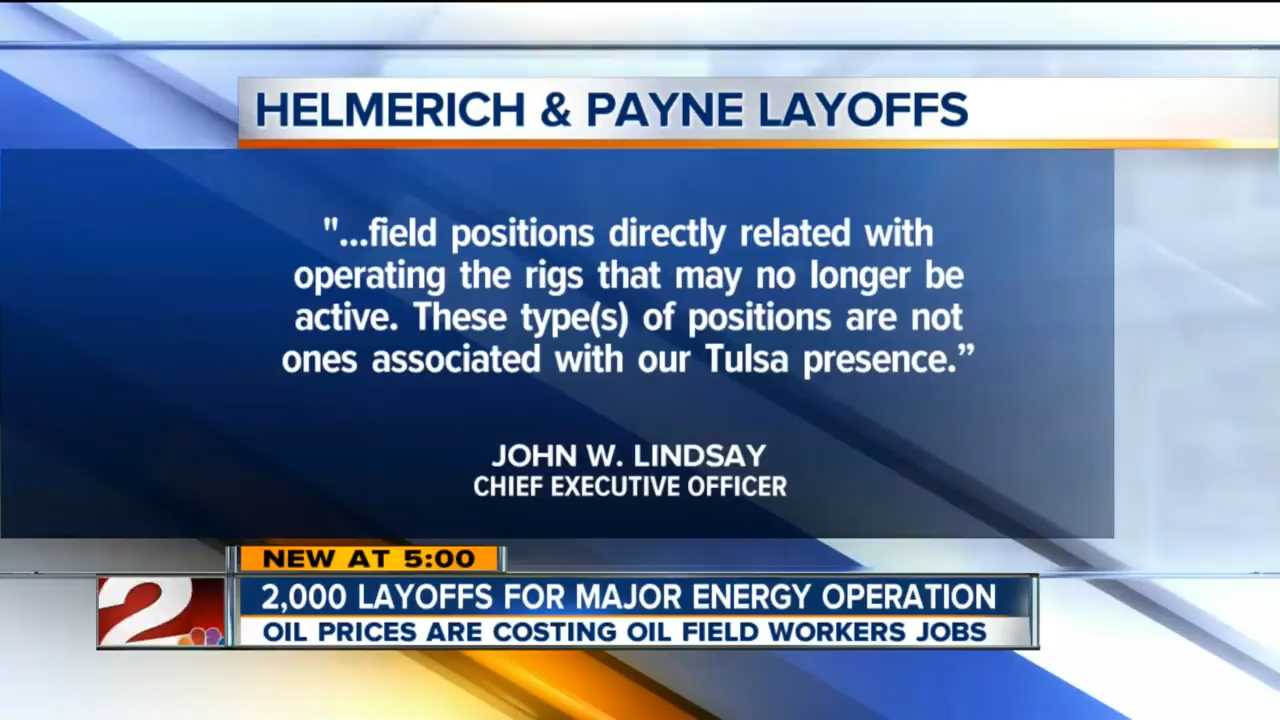 HELMERICH & PAYNE LAYOFFS
"...field positions directly related with
operating the rigs that may no longer be
active. These type(s) of positions are not
ones associated with our Tulsa presence.”
JOHN W. LINDSAY
CHIEF EXECUTIVE OFFICER
NEW AT 5:00
2
2,000 LAYOFFS FOR MAJOR ENERGY OPERATION
OIL PRICES ARE COSTING OIL FIELD WORKERS JOBS